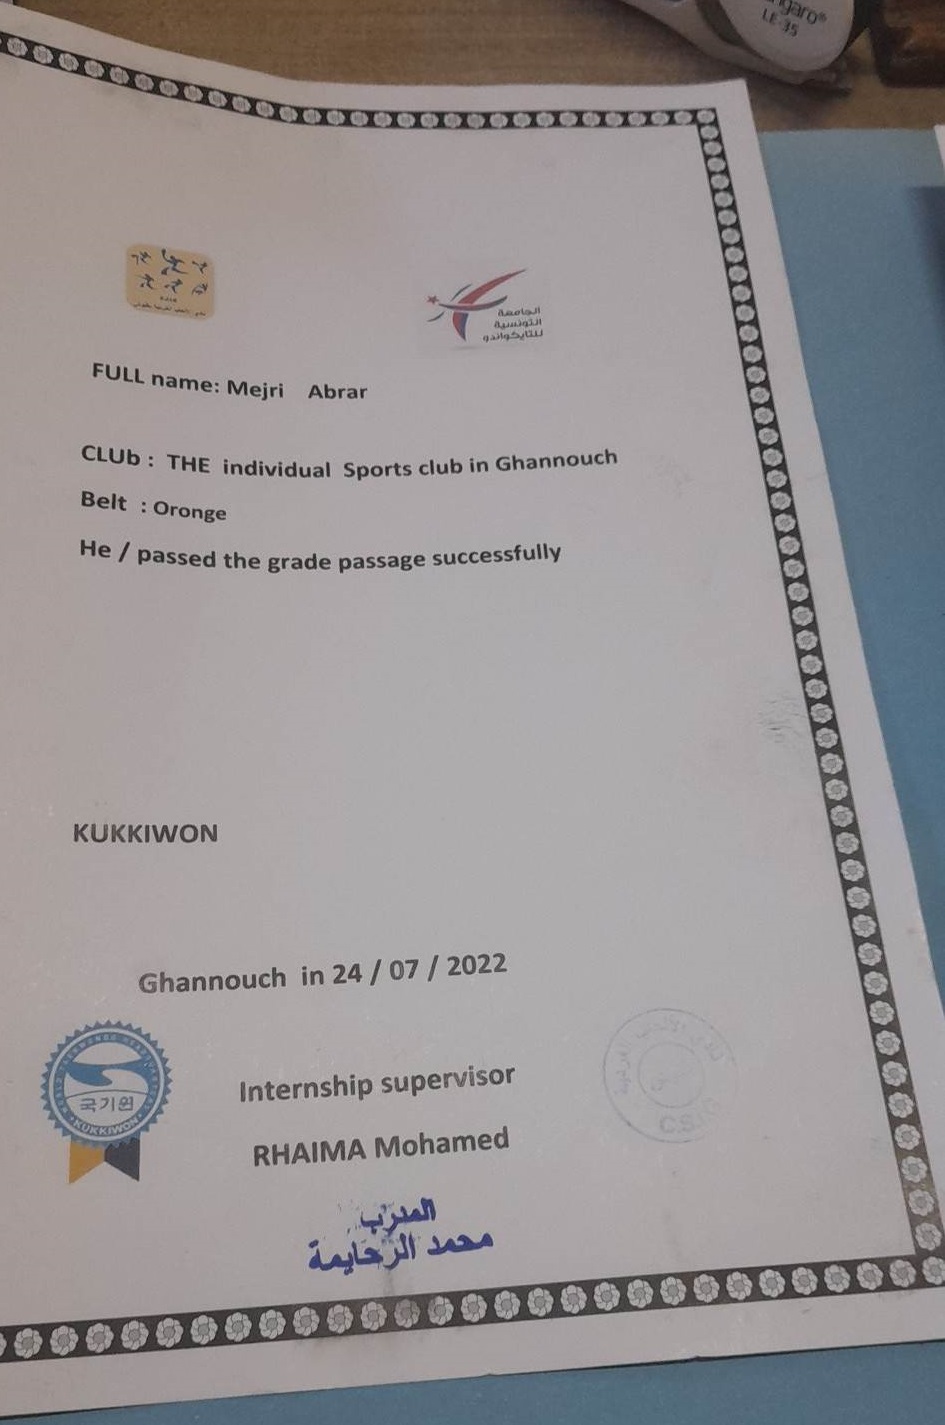 ngaro®
LE 35
الجامعة
التونسية
للتايكواندو
FULL name: Mejri Abrar
CLUb : THE individual Sports club in Ghannouch
Belt : Oronge
He / passed the grade passage successfully
KUKKIWON
Ghannouch in 24 / 07 / 2022
국기원
KUKKIWON
Internship supervisor
RHAIMA Mohamed
C.S
المدرب
محمد الرحايمة